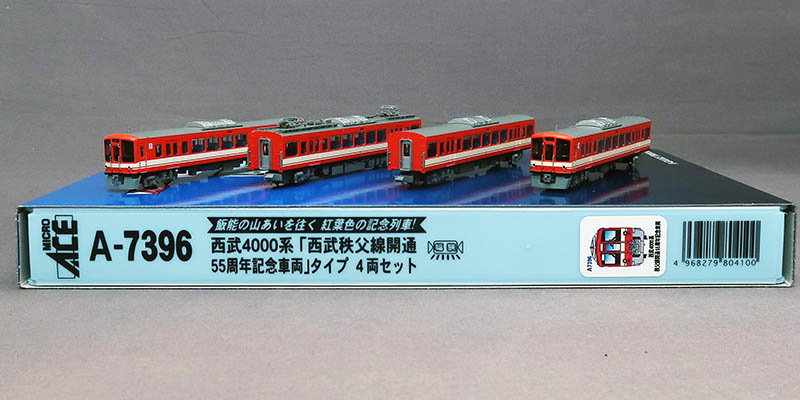 MICRO
ACE
A-7396
飯能の山あいを往く 紅葉色の記念列車!
西武4000系「西武秩父線開通
55周年記念車両」タイプ 4両セット
A7396
4 968279 804100